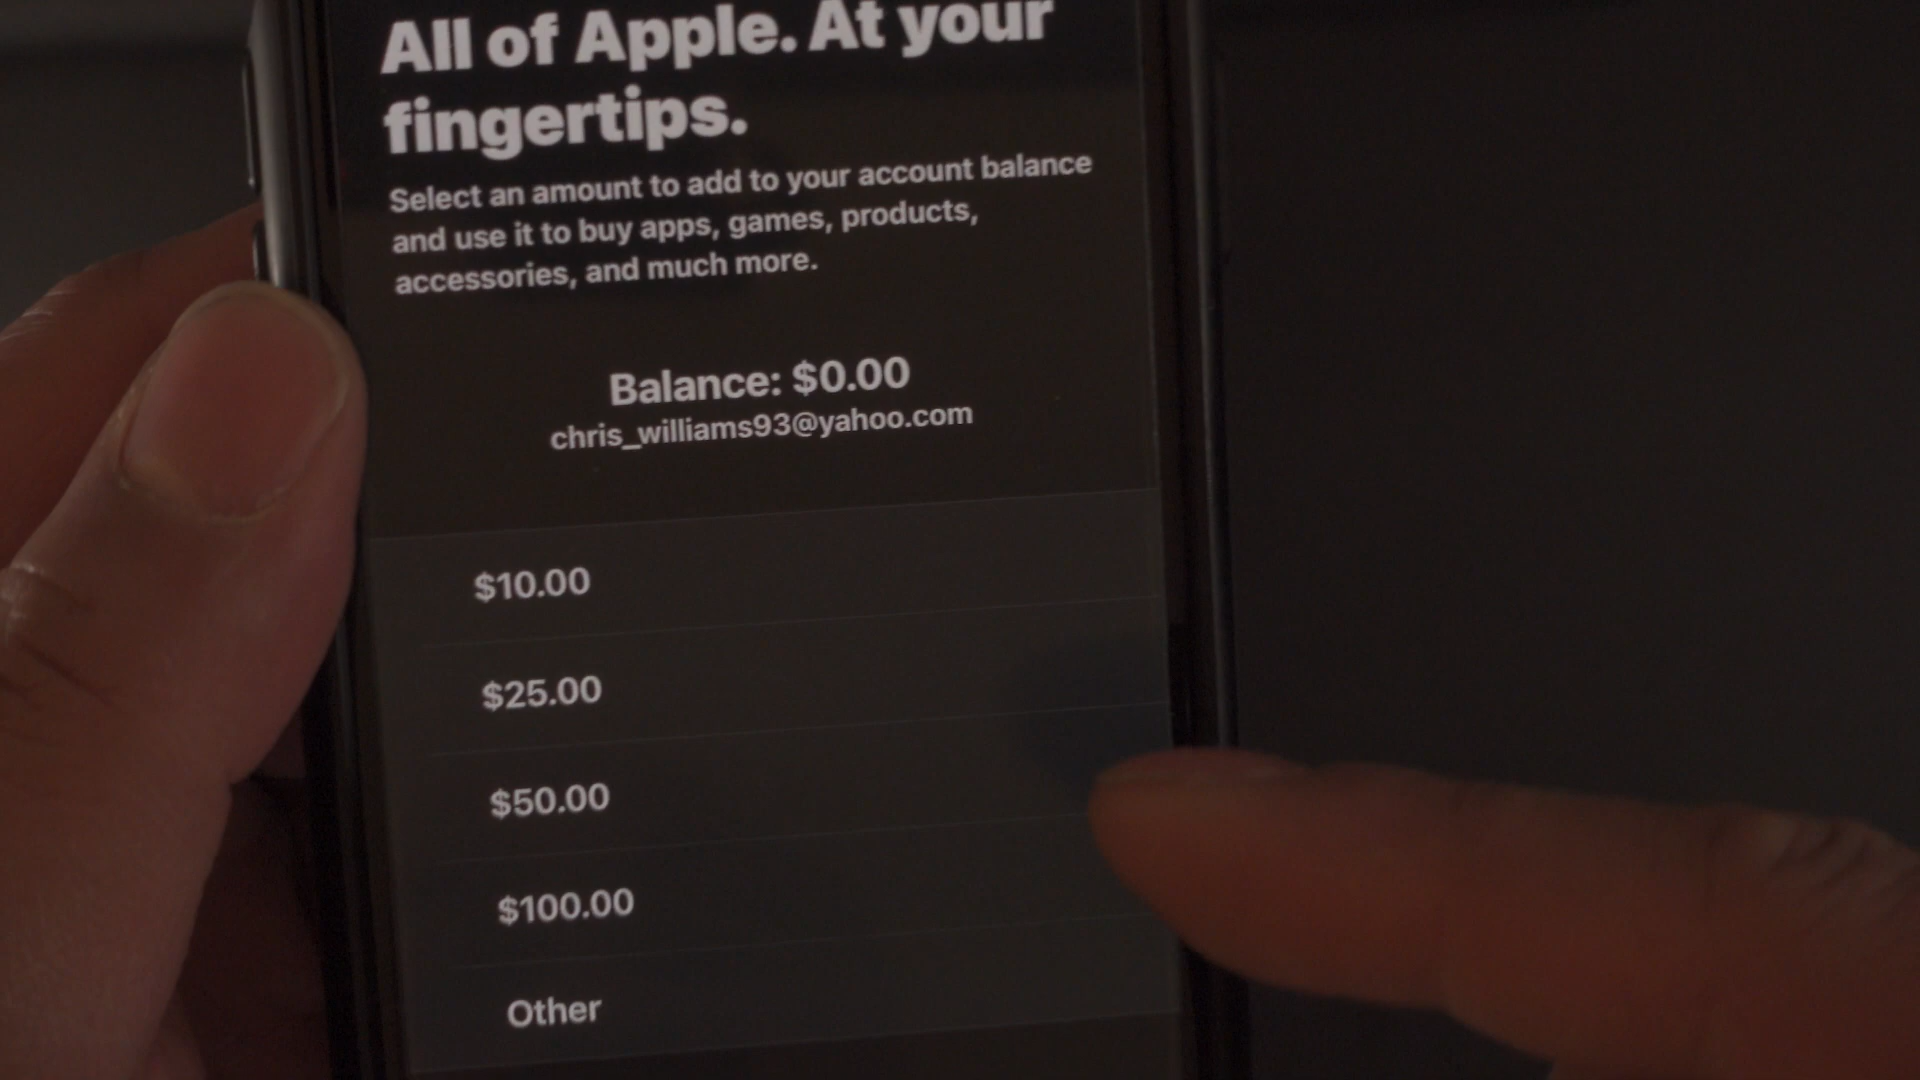 All of Apple. At your
fingertips.
Select an amount to add to your account balance
and use it to buy apps, games, products,
accessories, and much more.
Balance: $0.00
chris_williams93@yahoo.com
$10.00
$25.00
$50.00
$100.00
Other